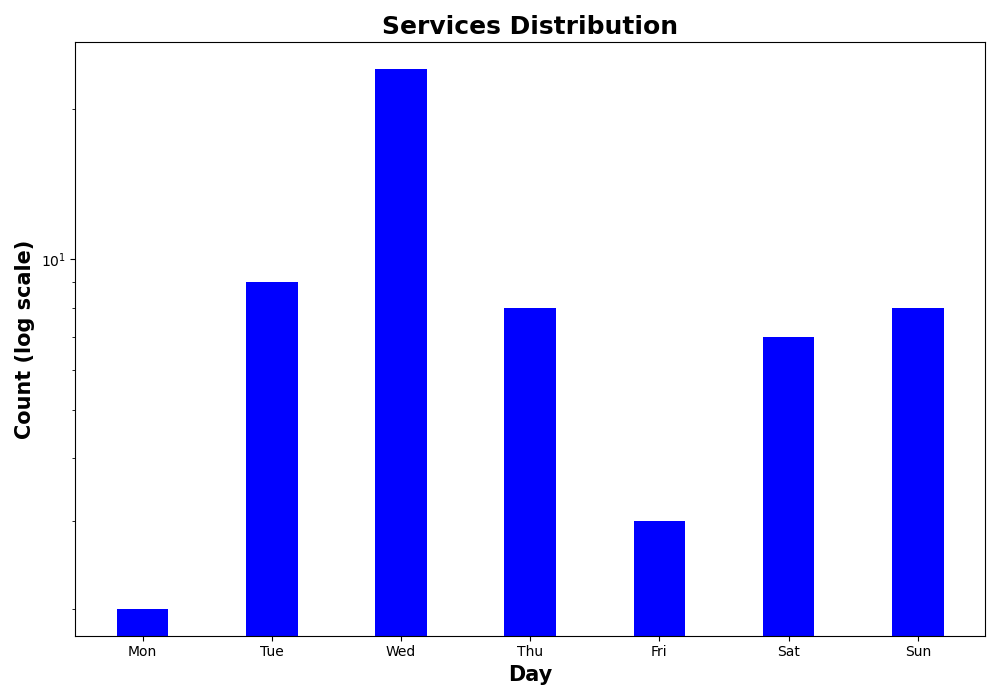 Services Distribution
Count (log scale)
10¹
Mon Tue Wed Thu Fri Sat Sun
Day